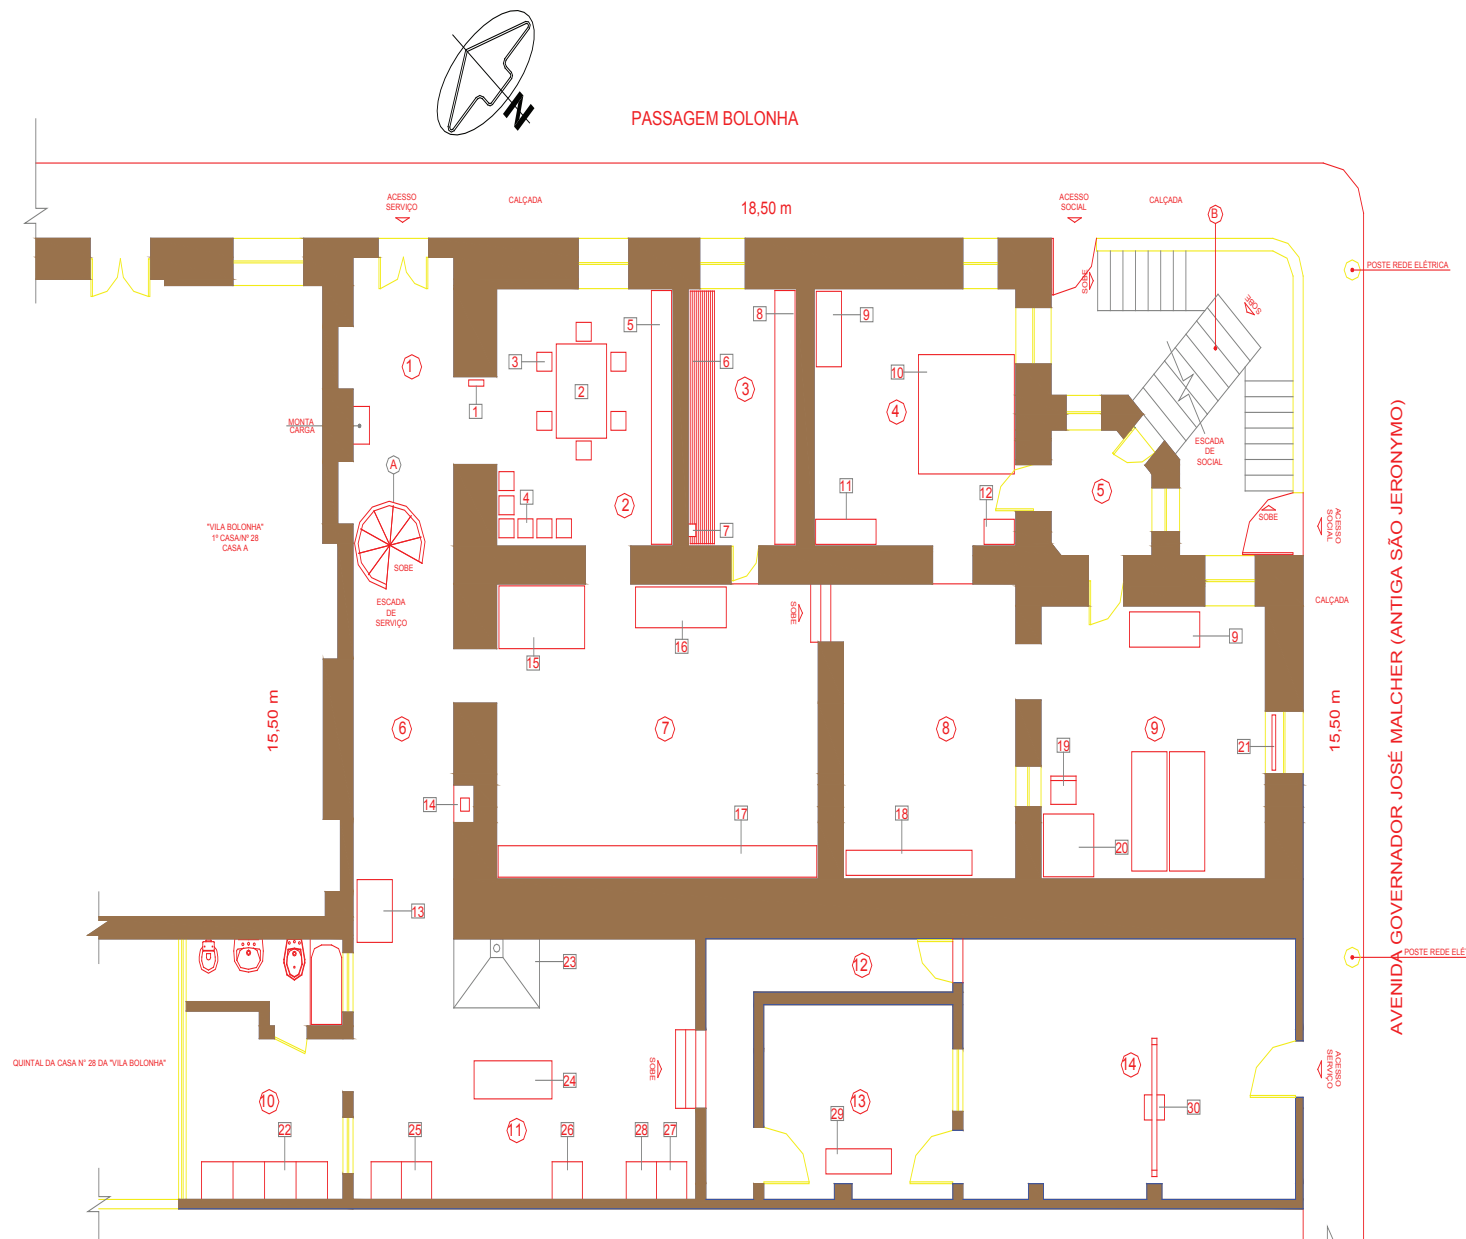 N
PASSAGEM BOLONHA
ACESSO
SERVIÇO
CALÇADA
18,50 m
ACESSO
SOCIAL
CALÇADA
B
POSTE REDE ELÉTRICA
SOBE
SOBE
5
8
9
3
6
1
2
3
10
1
4
MONTA
CARGA
ESCADA
DE
SOCIAL
A
4
2
7
11
12
5
"VILA BOLONHA"
1º CASA/Nº 28
CASA A
SOBE
ESCADA
DE
SERVIÇO
SOBE
ACESSO
SOCIAL
CALÇADA
SOBE
9
15
16
15,50 m
6
7
8
9
19
21
15,50 m
AVENIDA GOVERNADOR JOSÉ MALCHER (ANTIGA SÃO JERONYMO)
14
17
18
20
13
23
12
POSTE REDE ELÉ
QUINTAL DA CASA N° 28 DA "VILA BOLONHA"
SOBE
24
14
ACESSO
SERVIÇO
10
13
30
22
25
11
26
28
27
29